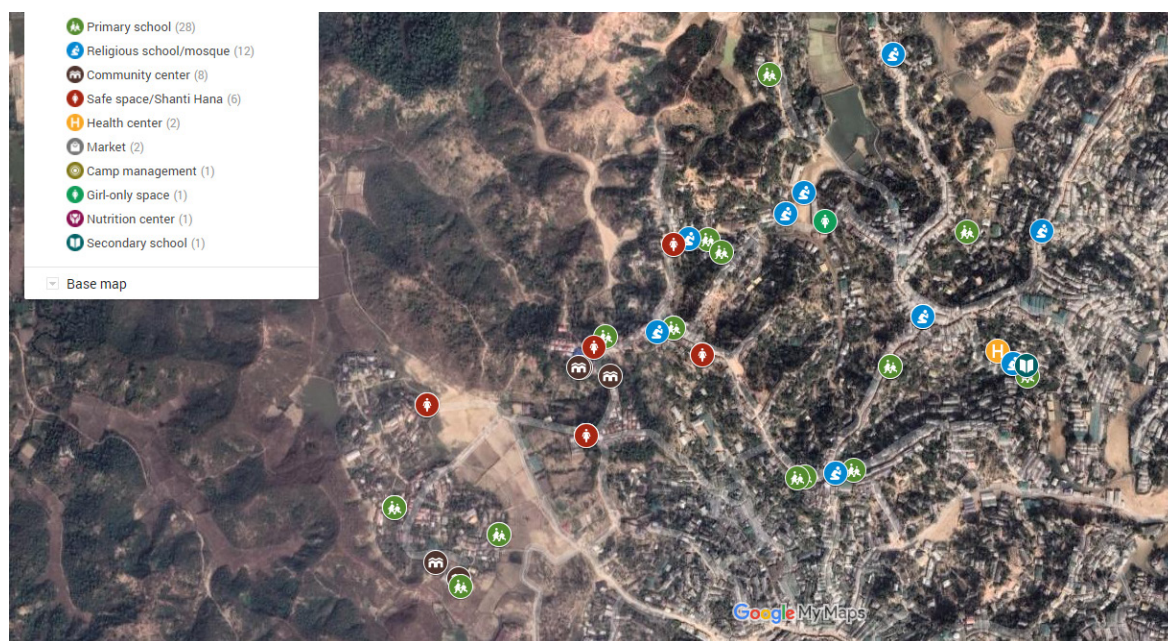 Primary school (28)
Religious school/mosque (12)
Community center (8)
Safe space/Shanti Hana (6)
Health center (2)
Market (2)
Camp management (1)
Girl-only space (1)
Nutrition center (1)
Secondary school (1)
Base map
H
Google My Maps